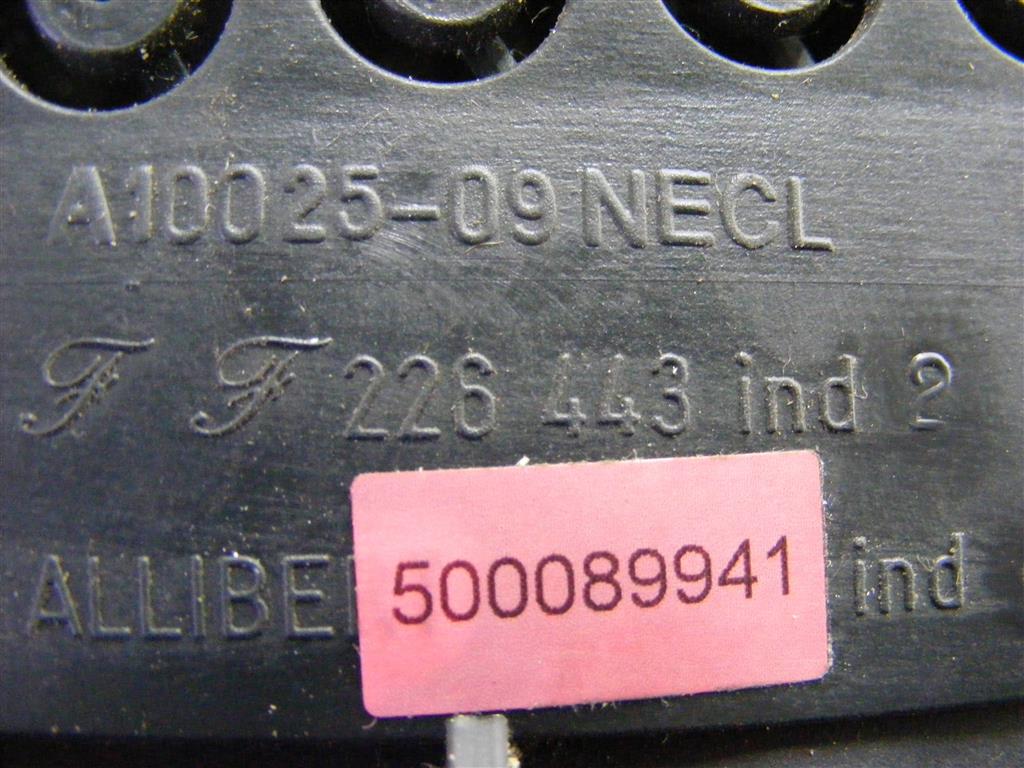 A10025-09 NECL
F F 226 443 ind 2
ind
500089941